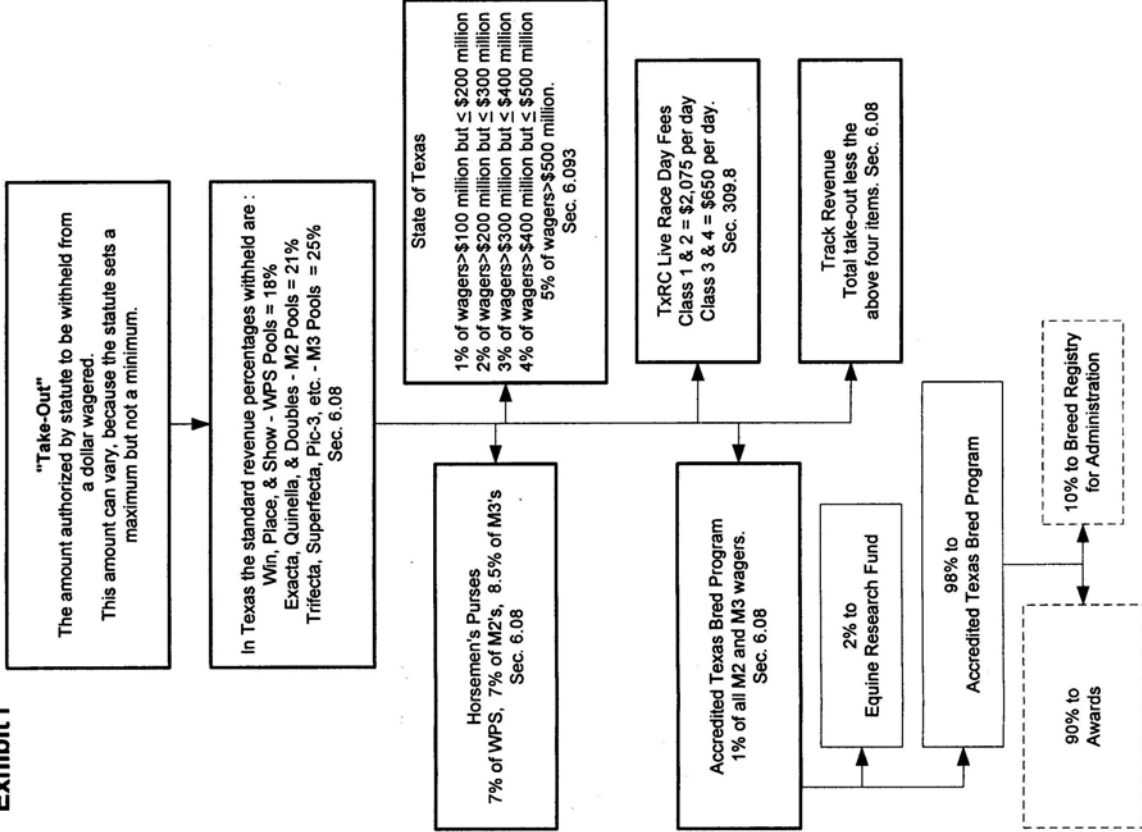 Exhibit I
"Take-Out"
The amount authorized by statute to be withheld from
a dollar wagered.
This amount can vary, because the statute sets a
maximum but not a minimum.
In Texas the standard revenue percentages withheld are :
Win, Place, & Show - WPS Pools = 18%
Exacta, Quinella, & Doubles - M2 Pools = 21%
Trifecta, Superfecta, Pic-3, etc. - M3 Pools = 25%
Sec. 6.08
Horsemen's Purses
7% of WPS, 7% of M2's, 8.5% of M3's
Sec. 6.08
State of Texas
1% of wagers>$100 million but ≤ $200 million
2% of wagers>$200 million but ≤ $300 million
3% of wagers>$300 million but ≤ $400 million
4% of wagers>$400 million but ≤ $500 million
5% of wagers>$500 million.
Sec. 6.093
TxRC Live Race Day Fees
Class 1 & 2 = $2,075 per day
Class 3 & 4 = $650 per day.
Sec. 309.8
Accredited Texas Bred Program
1% of all M2 and M3 wagers.
Sec. 6.08
Track Revenue
Total take-out less the
above four items. Sec. 6.08
2% to
Equine Research Fund
98% to
Accredited Texas Bred Program
90% to
Awards
10% to Breed Registry
for Administration